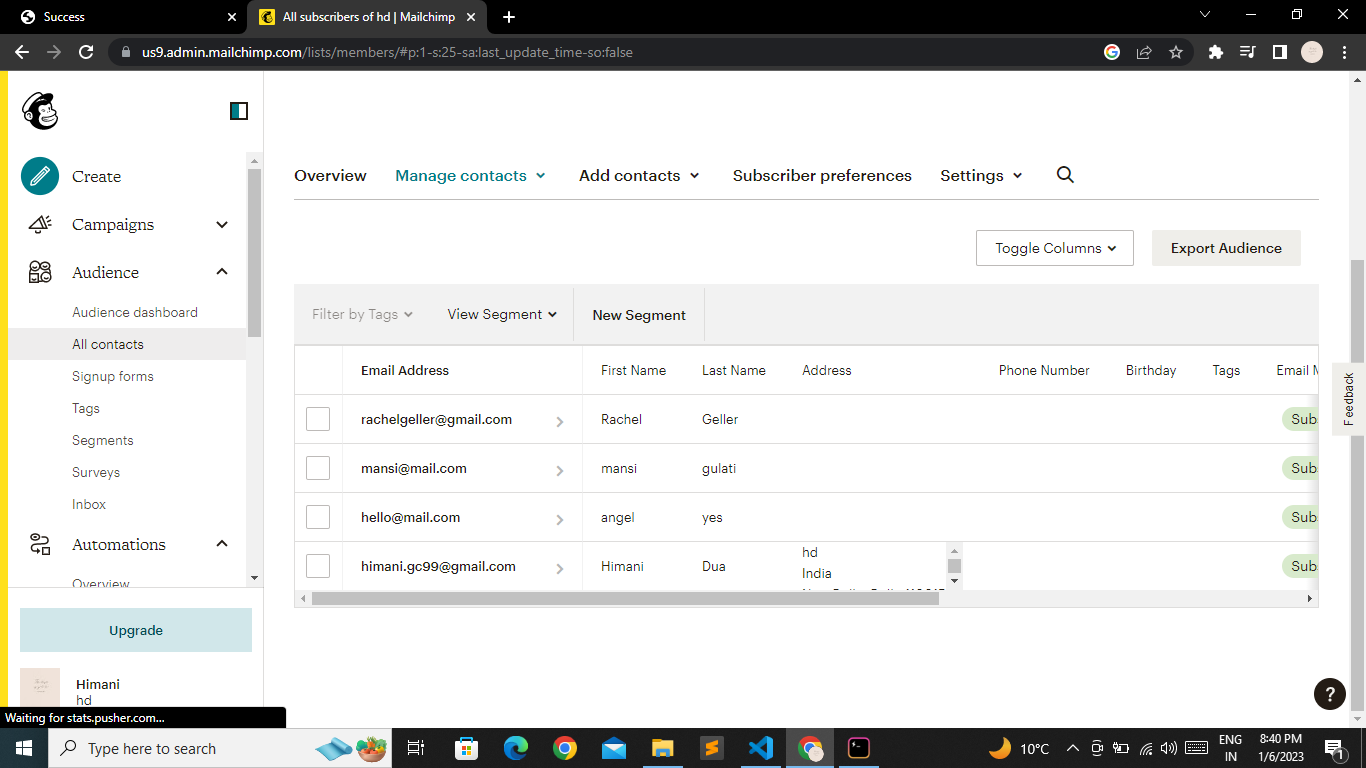 Success
All subscribers of hd | Mailchimp
us9.admin.mailchimp.com/lists/members/#p:1-s:25-sa:last_update_time-so:false
Create
Campaigns
Audience
Audience dashboard
All contacts
Signup forms
Tags
Segments
Surveys
Inbox
Automations
Overview
Upgrade
Himani
hd
Waiting for stats.pusher.com...
Overview Manage contacts Add contacts Subscriber preferences Settings
Toggle Columns Export Audience
Filter by Tags View Segment New Segment
Email Address First Name Last Name Address Phone Number Birthday Tags Email M
rachelgeller@gmail.com Rachel Geller Subs
mansi@mail.com mansi gulati Subs
hello@mail.com angel yes Subs
himani.gc99@gmail.com Himani Dua hd Subs
India
Feedback
?
Type here to search
10°C
ENG
IN
8:40 PM
1/6/2023
1